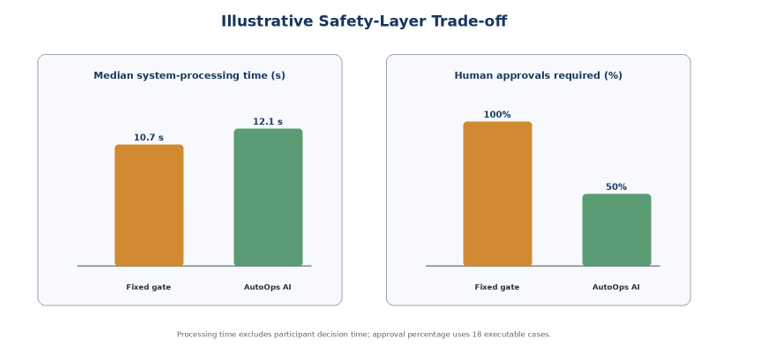 Illustrative Safety-Layer Trade-off
Median system-processing time (s)
10.7 s
12.1 s
Fixed gate
AutoOps AI
Human approvals required (%)
100%
50%
Fixed gate
AutoOps AI
Processing time excludes participant decision time; approval percentage uses 18 executable cases.